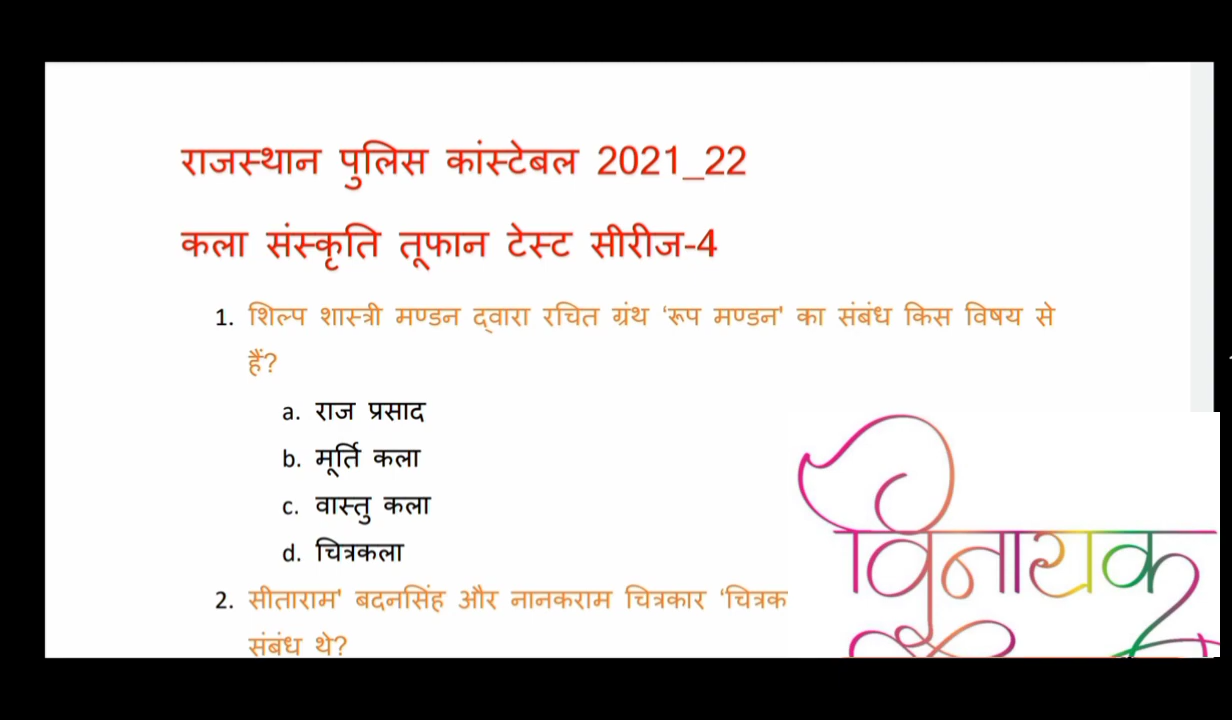 राजस्थान पुलिस कांस्टेबल 2021_22
कला संस्कृति तूफान टेस्ट सीरीज-4
1. शिल्प शास्त्री मण्डन द्वारा रचित ग्रंथ ‘रूप मण्डन' का संबंध किस विषय से
हैं?
a. राज प्रसाद
b. मूर्ति कला
c. वास्तु कला
d. चित्रकला
2. सीताराम' बदनसिंह और नानकराम चित्रकार ‘चित्रक
संबंध थे?
विनायक